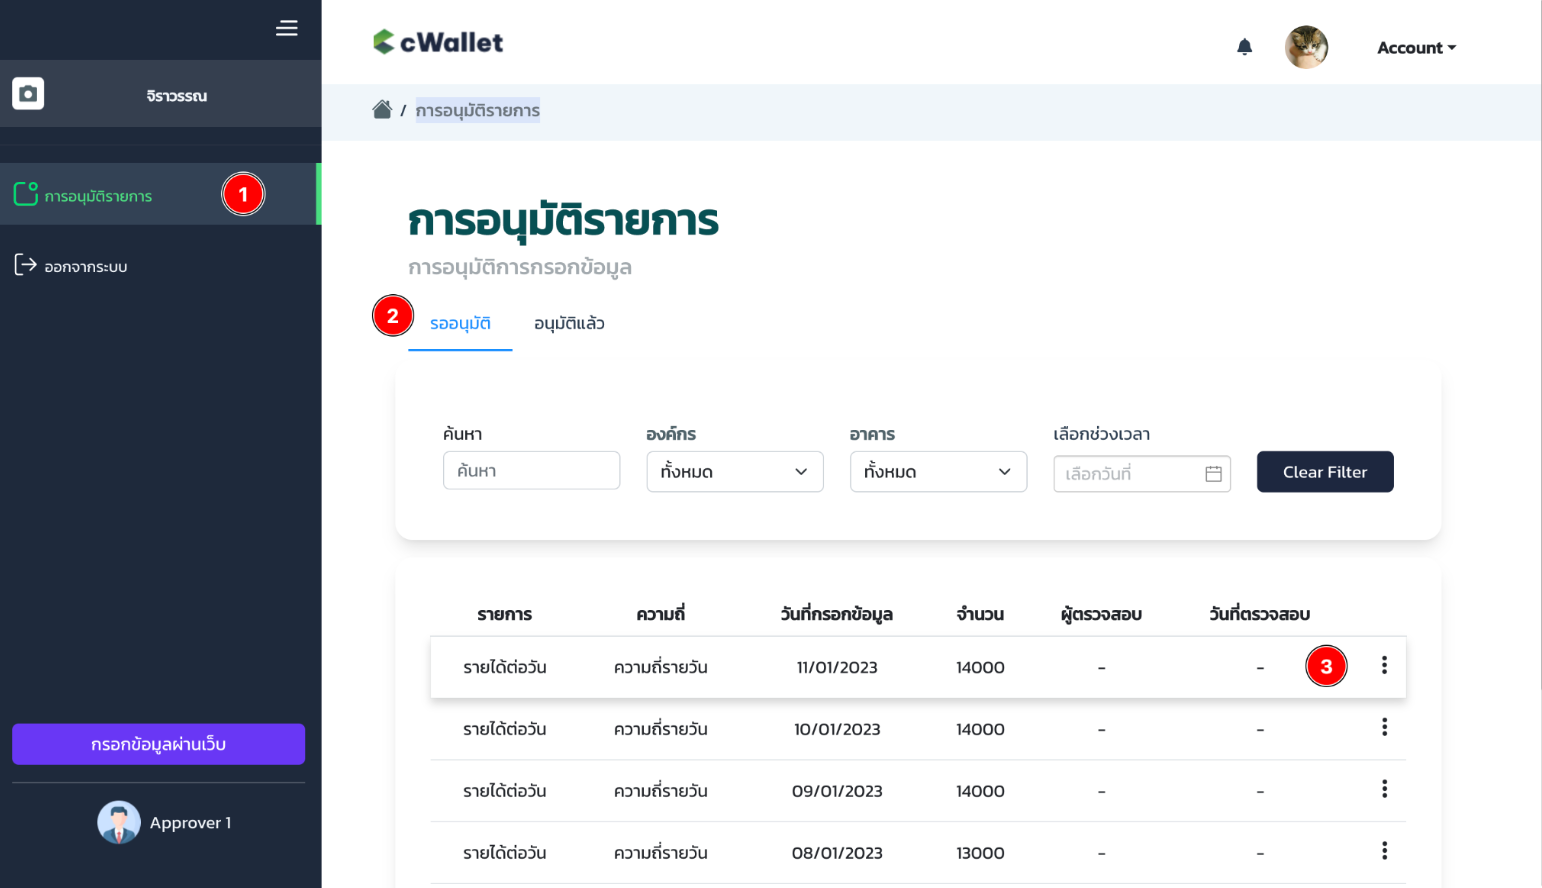 จิราวรรณ
การอนุมัติรายการ 1
ออกจากระบบ
กรอกข้อมูลผ่านเว็บ
Approver 1
cWallet
Account
/ การอนุมัติรายการ
การอนุมัติรายการ
การอนุมัติการกรอกข้อมูล
2 รออนุมัติ อนุมัติแล้ว
ค้นหา องค์กร อาคาร เลือกช่วงเวลา
ค้นหา ทั้งหมด ทั้งหมด เลือกวันที่ Clear Filter
รายการ ความถี่ วันที่กรอกข้อมูล จำนวน ผู้ตรวจสอบ วันที่ตรวจสอบ
รายได้ต่อวัน ความถี่รายวัน 11/01/2023 14000 - - 3
รายได้ต่อวัน ความถี่รายวัน 10/01/2023 14000 - -
รายได้ต่อวัน ความถี่รายวัน 09/01/2023 14000 - -
รายได้ต่อวัน ความถี่รายวัน 08/01/2023 13000 - -